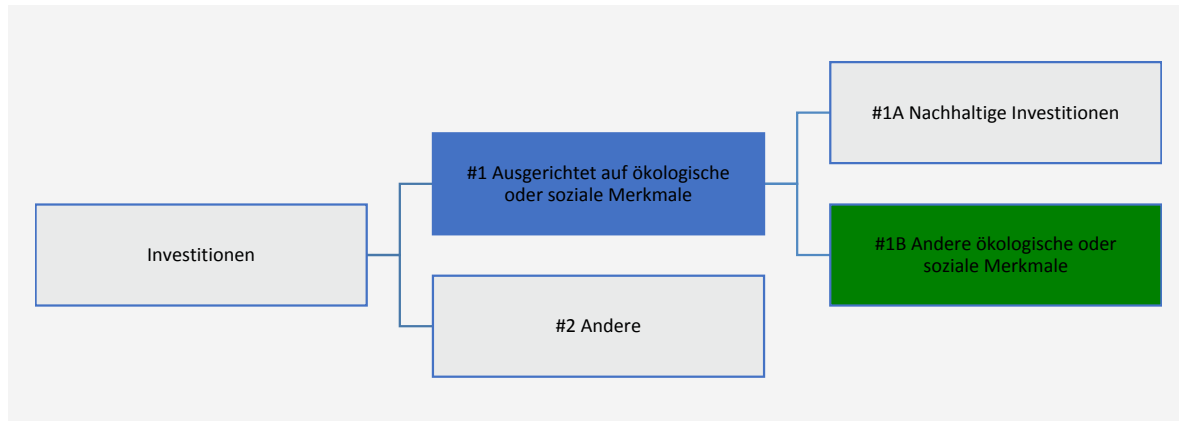 Investitionen
#1 Ausgerichtet auf ökologische
oder soziale Merkmale
#2 Andere
#1A Nachhaltige Investitionen
#1B Andere ökologische oder
soziale Merkmale